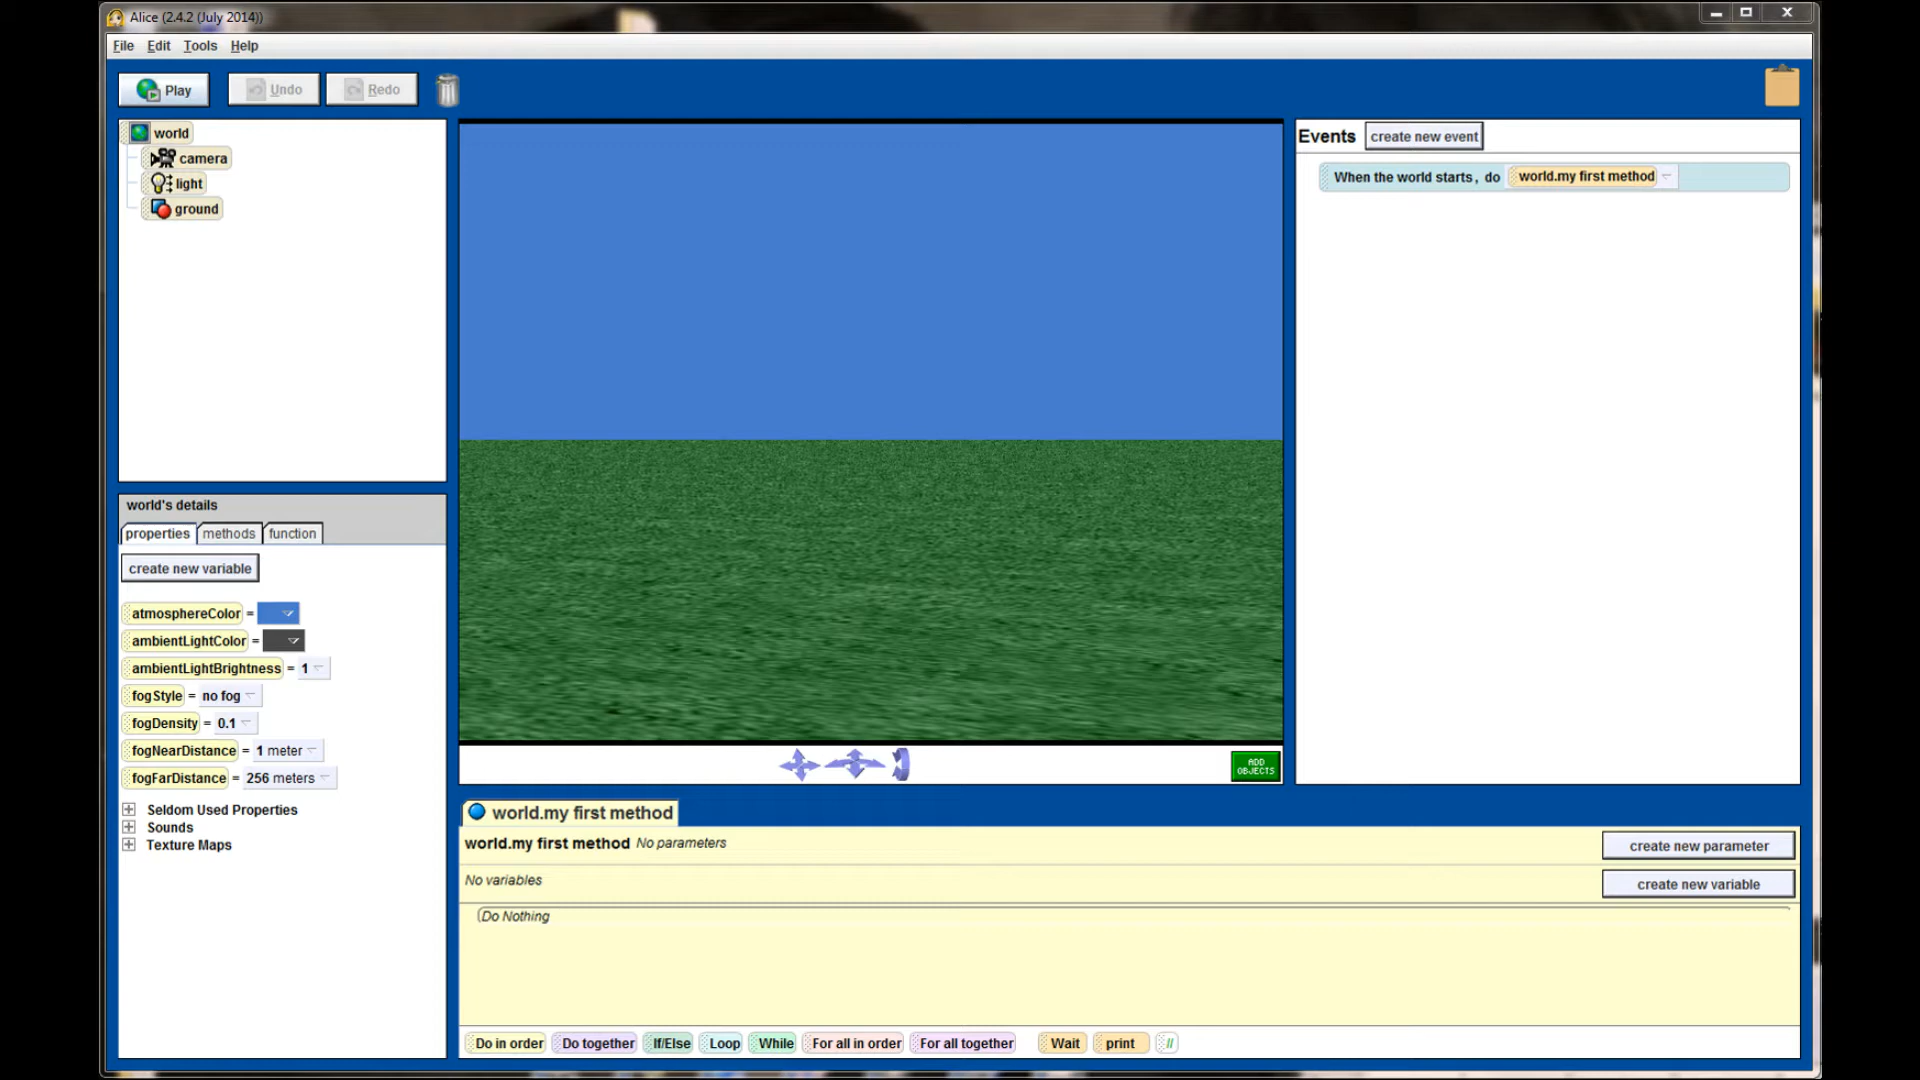 Alice (2.4.2 (July 2014))
File Edit Tools Help
Play Undo Redo
world
camera
light
ground
Events create new event
When the world starts, do world.my first method
world's details
properties methods function
create new variable
atmosphereColor =
ambientLightColor =
ambientLightBrightness = 1
fogStyle = no fog
fogDensity = 0.1
fogNearDistance = 1 meter
fogFarDistance = 256 meters
Seldom Used Properties
Sounds
Texture Maps
ADD
OBJECTS
world.my first method
world.my first method No parameters
create new parameter
No variables
create new variable
Do Nothing
Do in order Do together If/Else Loop While For all in order For all together Wait print //